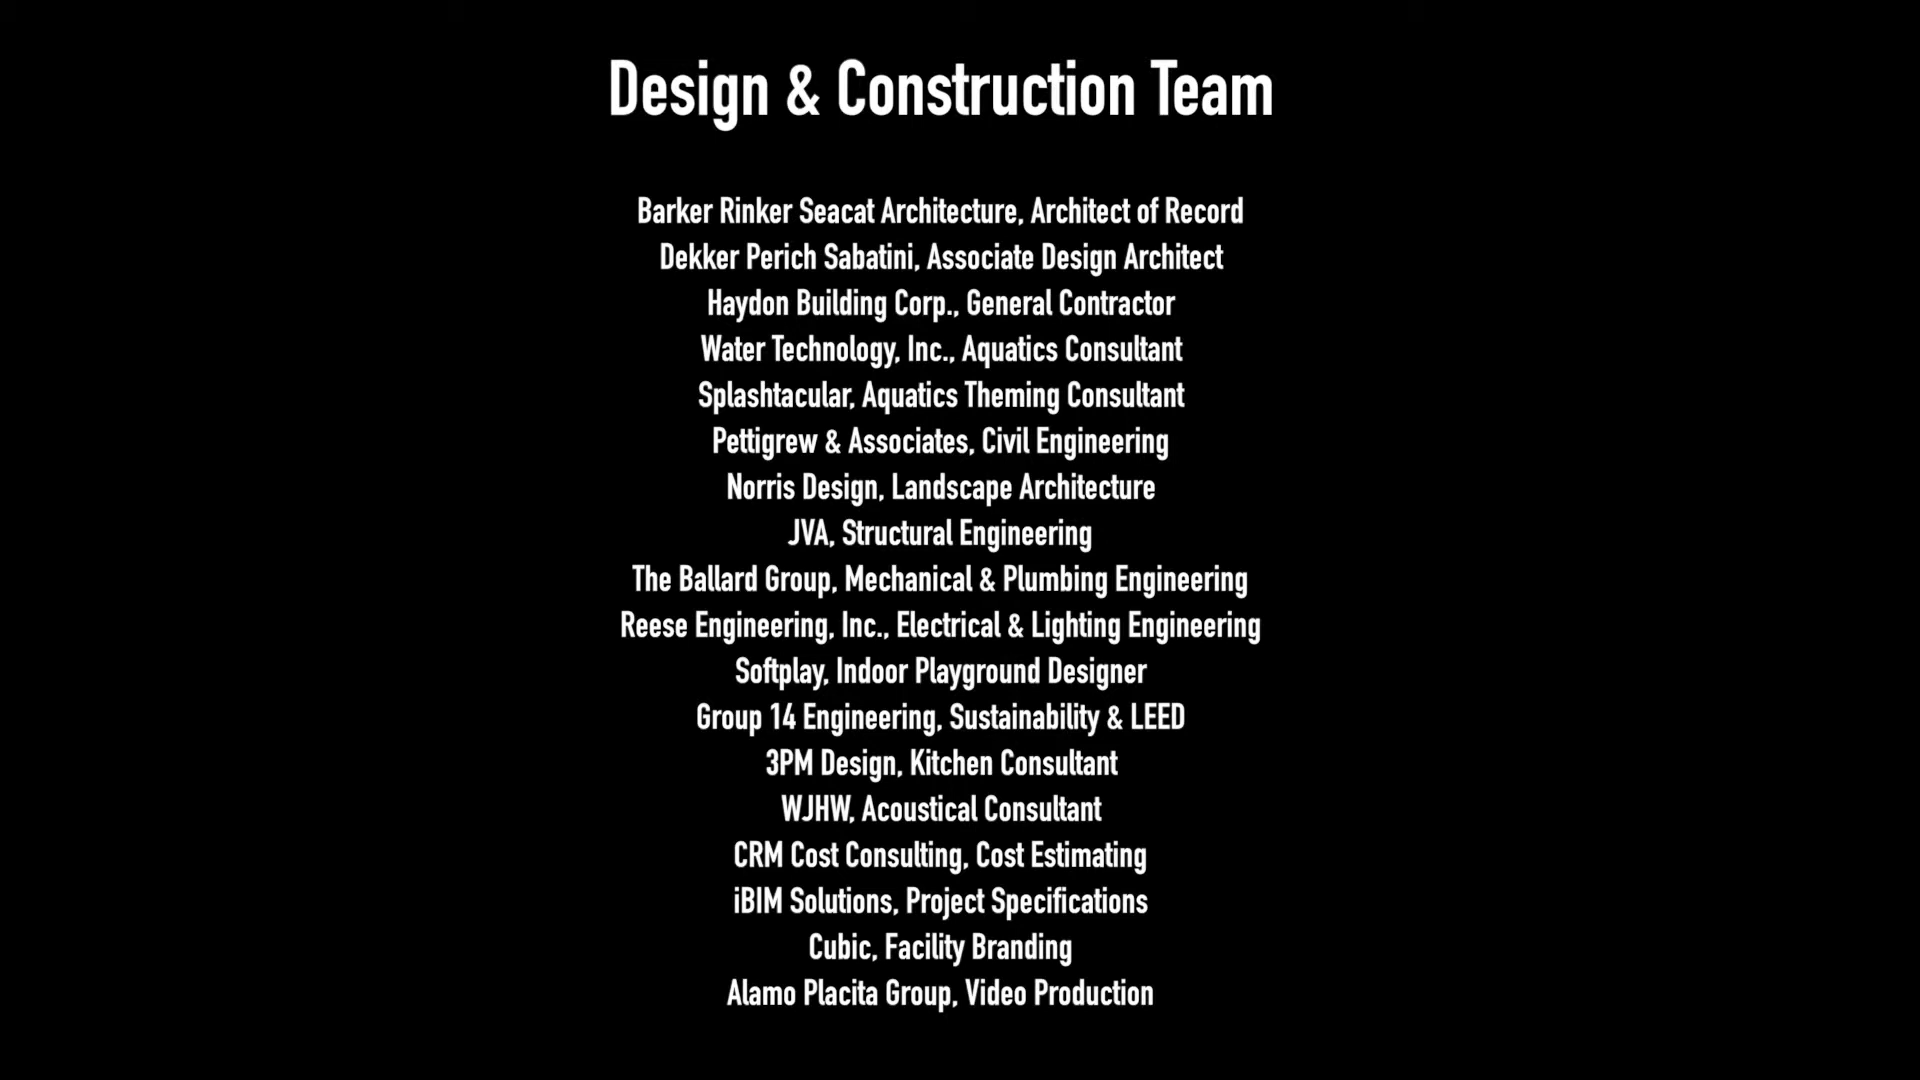 Design & Construction Team
Barker Rinker Seacat Architecture, Architect of Record
Dekker Perich Sabatini, Associate Design Architect
Haydon Building Corp., General Contractor
Water Technology, Inc., Aquatics Consultant
Splashtacular, Aquatics Theming Consultant
Pettigrew & Associates, Civil Engineering
Norris Design, Landscape Architecture
JVA, Structural Engineering
The Ballard Group, Mechanical & Plumbing Engineering
Reese Engineering, Inc., Electrical & Lighting Engineering
Softplay, Indoor Playground Designer
Group 14 Engineering, Sustainability & LEED
3PM Design, Kitchen Consultant
WJHW, Acoustical Consultant
CRM Cost Consulting, Cost Estimating
iBIM Solutions, Project Specifications
Cubic, Facility Branding
Alamo Placita Group, Video Production